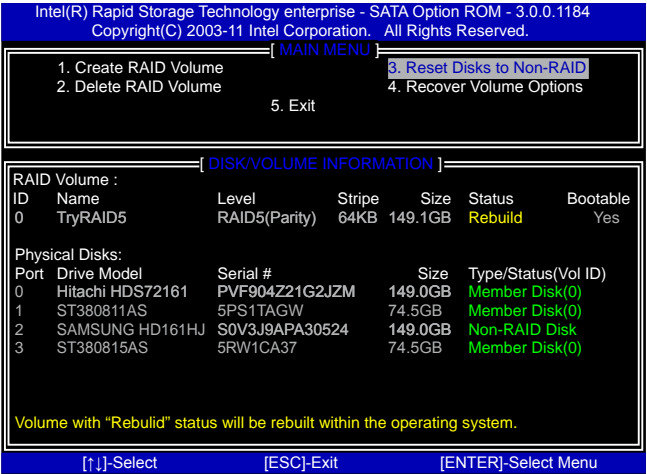 Intel(R) Rapid Storage Technology enterprise - SATA Option ROM - 3.0.0.1184
Copyright(C) 2003-11 Intel Corporation. All Rights Reserved.
[ MAIN MENU ]
1. Create RAID Volume 3. Reset Disks to Non-RAID
2. Delete RAID Volume 4. Recover Volume Options
5. Exit
[ DISK/VOLUME INFORMATION ]
RAID Volume :
ID Name Level Stripe Size Status Bootable
0 TryRAID5 RAID5(Parity) 64KB 149.1GB Rebuild Yes
Physical Disks:
Port Drive Model Serial # Size Type/Status(Vol ID)
0 Hitachi HDS72161 PVF904Z21G2JZM 149.0GB Member Disk(0)
1 ST380811AS 5PS1TAGW 74.5GB Member Disk(0)
2 SAMSUNG HD161HJ S0V3J9APA30524 149.0GB Non-RAID Disk
3 ST380815AS 5RW1CA37 74.5GB Member Disk(0)
Volume with “Rebulid” status will be rebuilt within the operating system.
[↑↓]-Select [ESC]-Exit [ENTER]-Select Menu